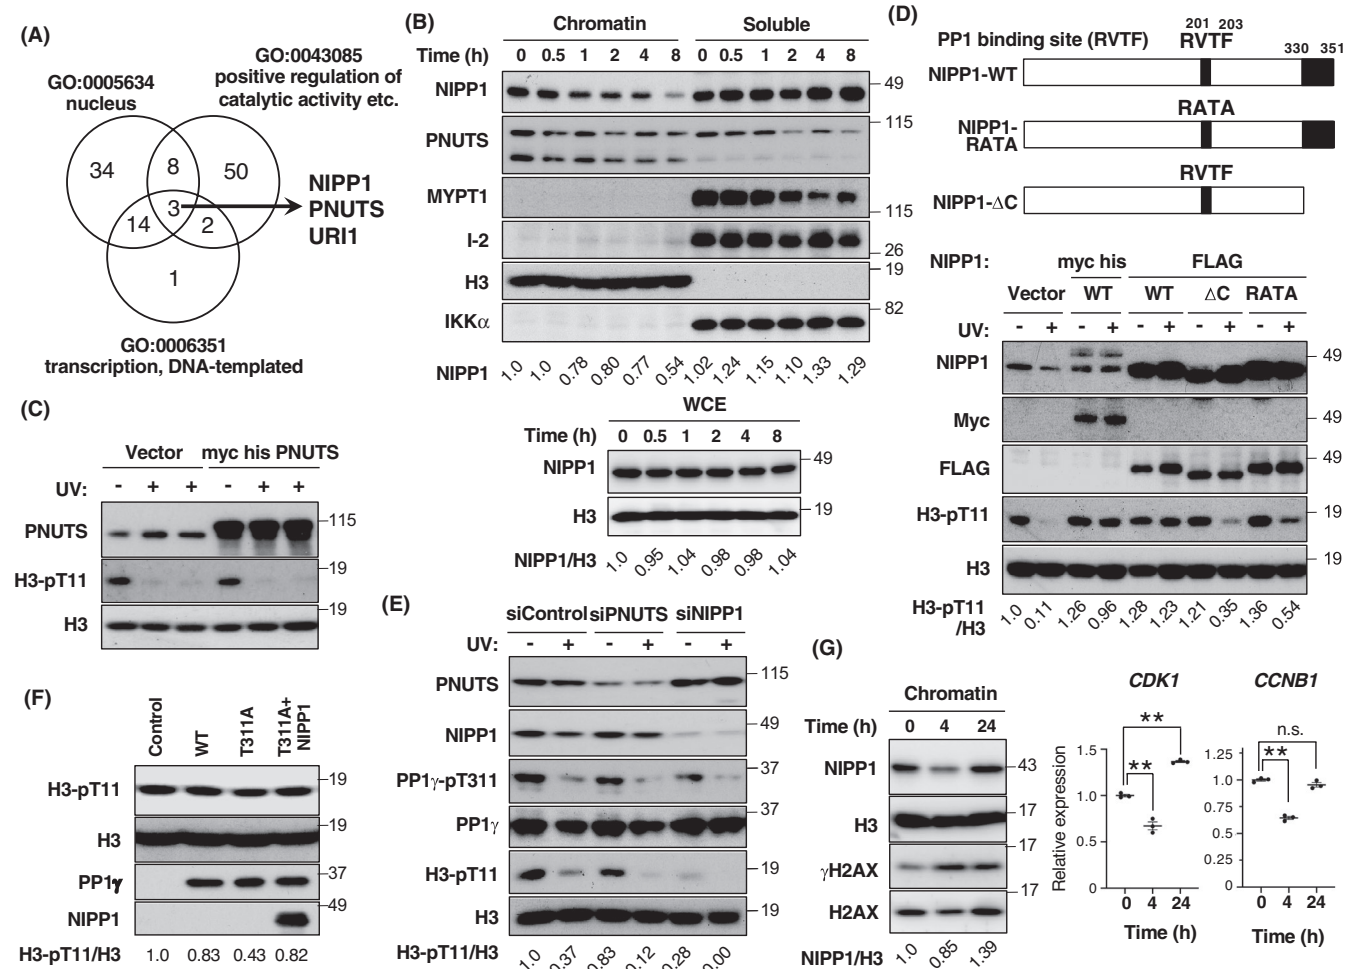 (A)
GO:0005634
nucleus
GO:0043085
positive regulation of
catalytic activity etc.
34
8
50
3
14
2
1
NIPP1
PNUTS
URI1
GO:0006351
transcription, DNA-templated
(B)
Chromatin Soluble
Time (h) 0 0.5 1 2 4 8 0 0.5 1 2 4 8
NIPP1 49
PNUTS 115
MYPT1 115
I-2 26
H3 19
IKKα 82
NIPP1 1.0 1.0 0.78 0.80 0.77 0.54 1.02 1.24 1.15 1.10 1.33 1.29
WCE
Time (h) 0 0.5 1 2 4 8
NIPP1 49
H3 19
NIPP1/H3 1.0 0.95 1.04 0.98 0.98 1.04
(C)
Vector myc his PNUTS
UV: - + + - + +
PNUTS 115
H3-pT11 19
H3 19
(D)
201 203
PP1 binding site (RVTF) RVTF
330 351
NIPP1-WT
RATA
NIPP1-
RATA
RVTF
NIPP1-ΔC
NIPP1: myc his FLAG
Vector WT WT ΔC RATA
UV: - + - + - + - + - +
NIPP1 49
Myc 49
FLAG 49
H3-pT11 19
H3 19
H3-pT11
/H3
1.0 0.11 1.26 0.96 1.28 1.23 1.21 0.35 1.36 0.54
(E)
siControl siPNUTS siNIPP1
UV: - + - + - +
PNUTS 115
NIPP1 49
PP1γ-pT311 37
PP1γ 37
H3-pT11 19
H3 19
H3-pT11/H3 1.0 0.37 0.83 0.12 0.28 0.00
(F)
Control WT T311A T311A+
NIPP1
H3-pT11 19
H3 19
PP1γ 37
NIPP1 49
H3-pT11/H3 1.0 0.83 0.43 0.82
(G)
Chromatin
Time (h) 0 4 24
NIPP1 43
H3 17
γH2AX 17
H2AX 17
NIPP1/H3 1.0 0.85 1.39
CDK1
Relative expression
1.5
1.0
0.5
0
**
**
0 4 24
Time (h)
CCNB1
1.25
1.0
0.75
0.5
0.25
0
n.s.
**
0 4 24
Time (h)